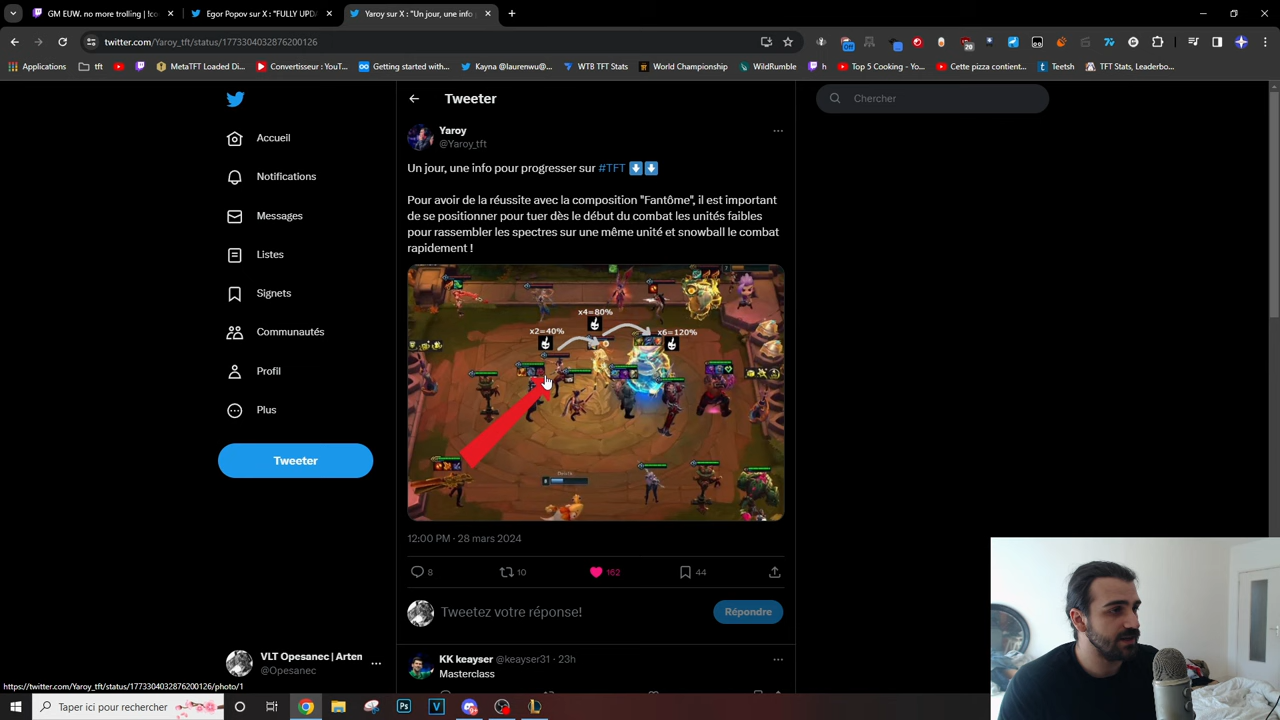 GM EUW. no more trolling | !co
Egor Popov sur X : "FULLY UPD
Yaroy sur X : "Un jour, une info
twitter.com/Yaroy_tft/status/1773304032876200126
Applications
tft
MetaTFT Loaded Di...
Convertisseur : YouT...
Getting started with...
Kayna (@laurenwu@...
WTB TFT Stats
World Championship
WildRumble
h
Top 5 Cooking - Yo...
Cette pizza contient...
Teetsh
TFT Stats, Leaderbo...
Accueil
Notifications
Messages
Listes
Signets
Communautés
Profil
Plus
Tweeter
VLT Opesanec | Arten
@Opesanec
Tweeter
Chercher
Yaroy
@Yaroy_tft
Un jour, une info pour progresser sur #TFT
Pour avoir de la réussite avec la composition "Fantôme", il est important
de se positionner pour tuer dès le début du combat les unités faibles
pour rassembler les spectres sur une même unité et snowball le combat
rapidement !
x4=80%
x2=40%
x6=120%
12:00 PM · 28 mars 2024
8
10
162
44
Tweetez votre réponse!
Répondre
KK keayser @keayser31 · 23h
Masterclass
https://twitter.com/Yaroy_tft/status/1773304032876200126/photo/1
Taper ici pour rechercher